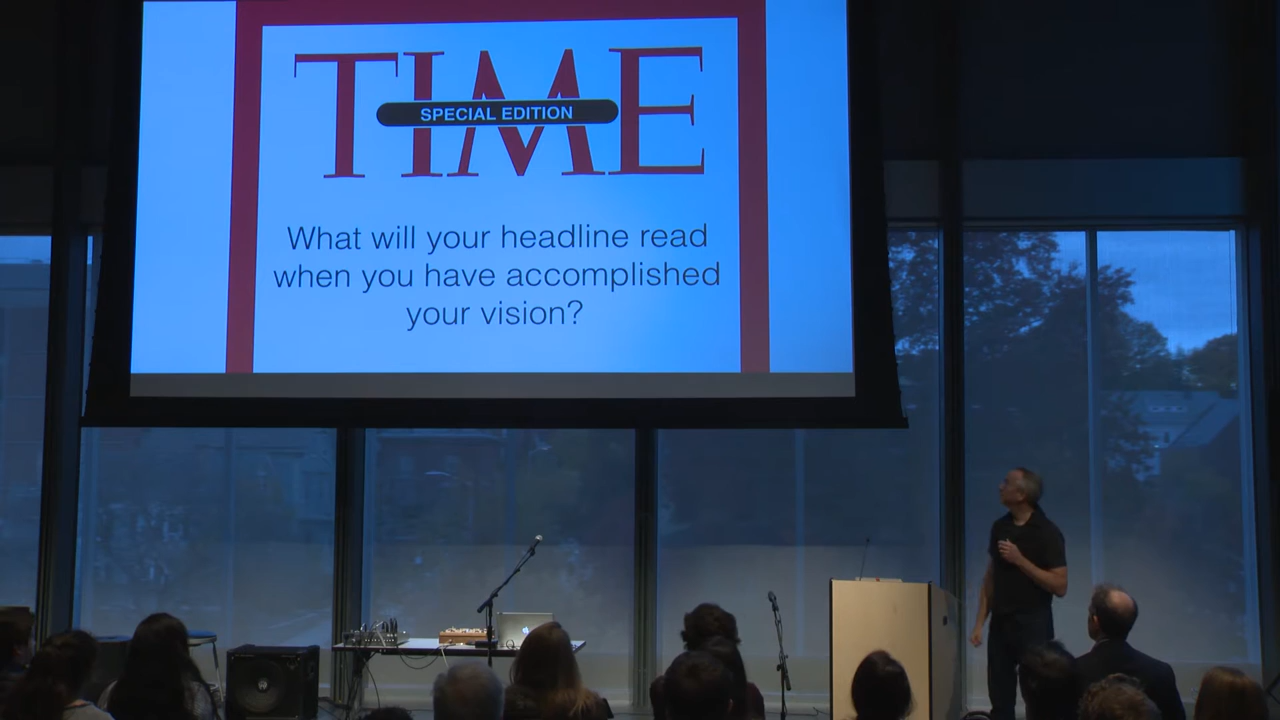 TIME
SPECIAL EDITION
What will your headline read
when you have accomplished
your vision?